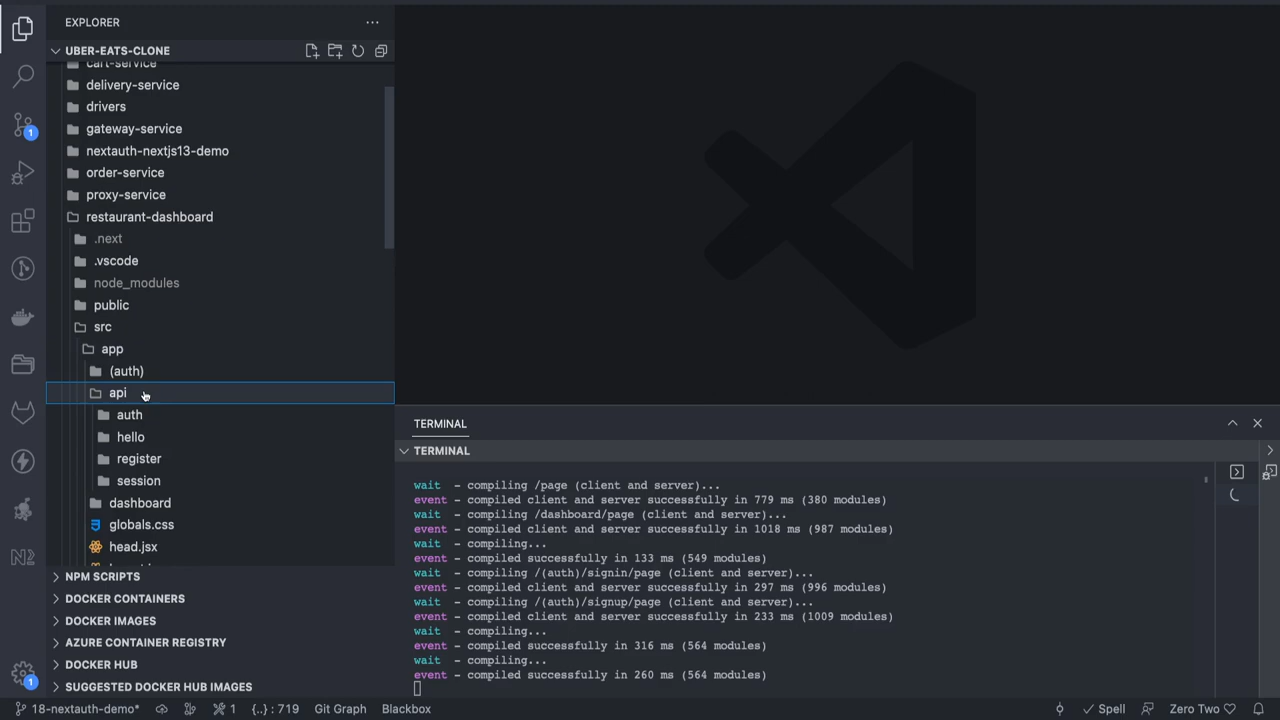 EXPLORER
UBER-EATS-CLONE
cart-service
delivery-service
drivers
gateway-service
nextauth-nextjs13-demo
order-service
proxy-service
restaurant-dashboard
.next
.vscode
node_modules
public
src
app
(auth)
api
auth
hello
register
session
dashboard
globals.css
head.jsx
NPM SCRIPTS
DOCKER CONTAINERS
DOCKER IMAGES
AZURE CONTAINER REGISTRY
DOCKER HUB
SUGGESTED DOCKER HUB IMAGES
1
1
TERMINAL
TERMINAL
wait - compiling /page (client and server)...
event - compiled client and server successfully in 779 ms (380 modules)
wait - compiling /dashboard/page (client and server)...
event - compiled client and server successfully in 1018 ms (987 modules)
wait - compiling...
event - compiled successfully in 133 ms (549 modules)
wait - compiling /(auth)/signin/page (client and server)...
event - compiled client and server successfully in 297 ms (996 modules)
wait - compiling /(auth)/signup/page (client and server)...
event - compiled client and server successfully in 233 ms (1009 modules)
wait - compiling...
event - compiled successfully in 316 ms (564 modules)
wait - compiling...
event - compiled successfully in 260 ms (564 modules)
18-nextauth-demo* 1 {..} : 719 Git Graph Blackbox Spell Zero Two